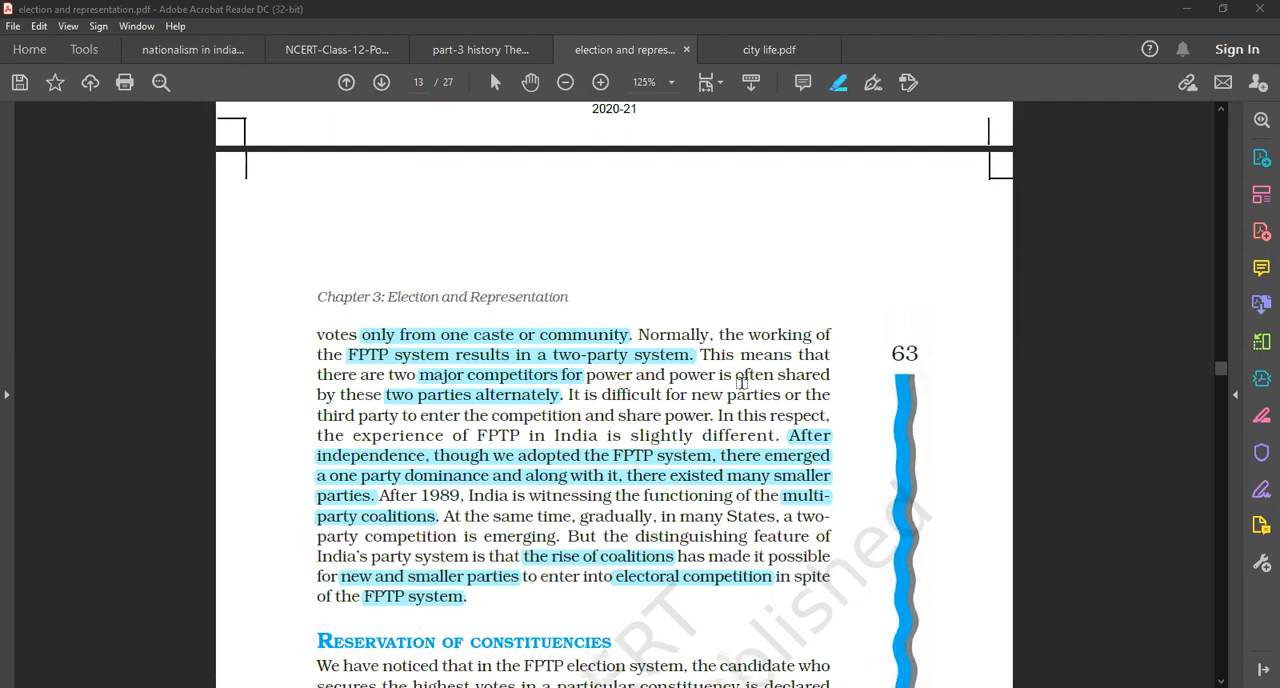 election and representation.pdf - Adobe Acrobat Reader DC (32-bit)
File Edit View Sign Window Help
Home Tools nationalism in india... NCERT-Class-12-Po... part-3 history The... election and repres... × city life.pdf Sign In
13 / 27 125%
2020-21
Chapter 3: Election and Representation
votes only from one caste or community. Normally, the working of
the FPTP system results in a two-party system. This means that
there are two major competitors for power and power is often shared
by these two parties alternately. It is difficult for new parties or the
third party to enter the competition and share power. In this respect,
the experience of FPTP in India is slightly different. After
independence, though we adopted the FPTP system, there emerged
a one party dominance and along with it, there existed many smaller
parties. After 1989, India is witnessing the functioning of the multi-
party coalitions. At the same time, gradually, in many States, a two-
party competition is emerging. But the distinguishing feature of
India's party system is that the rise of coalitions has made it possible
for new and smaller parties to enter into electoral competition in spite
of the FPTP system.
63
RESERVATION OF CONSTITUENCIES
We have noticed that in the FPTP election system, the candidate who
secures the highest votes in a particular constituency is declared